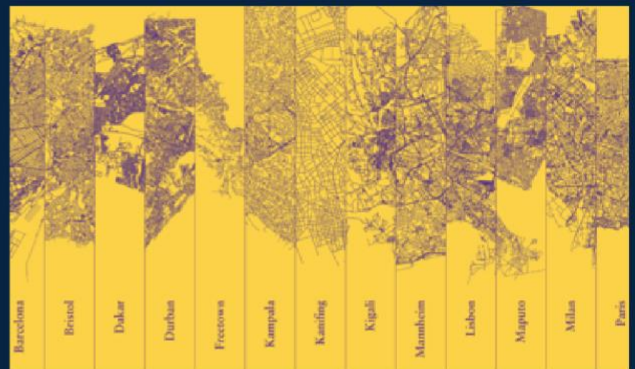 Barcelona
Bristol
Dakar
Durban
Freetown
Kampala
Kanifing
Kigali
Mannheim
Lisbon
Maputo
Milan
Paris